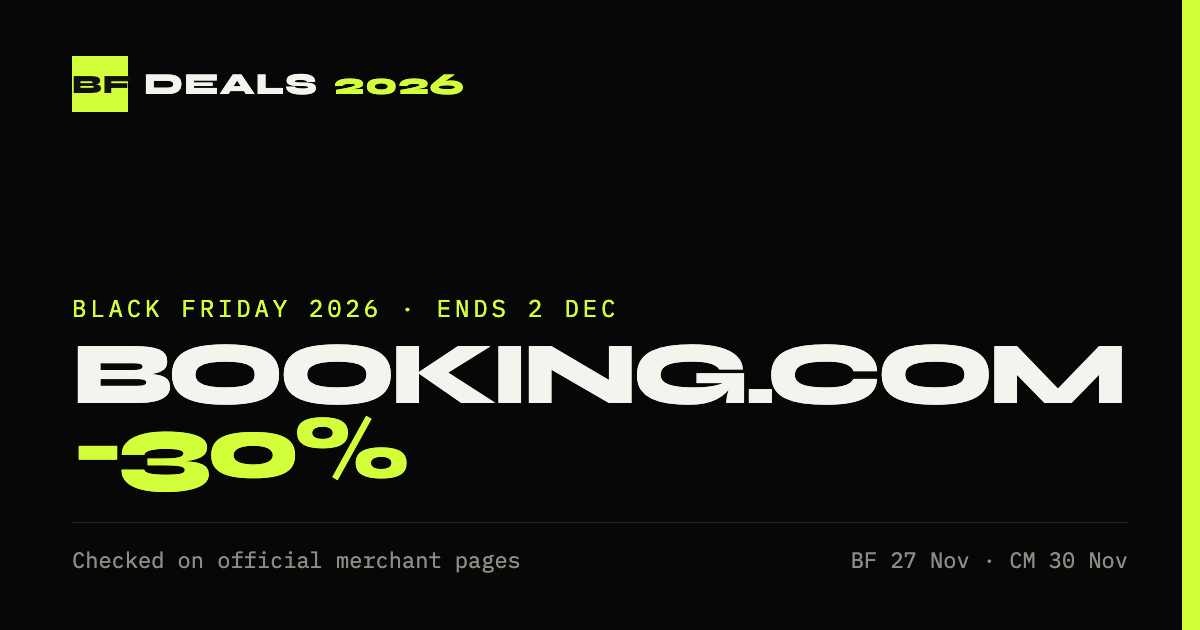 BF DEALS 2026
BLACK FRIDAY 2026 · ENDS 2 DEC
BOOKING.COM
-30%
Checked on official merchant pages
BF 27 Nov · CM 30 Nov